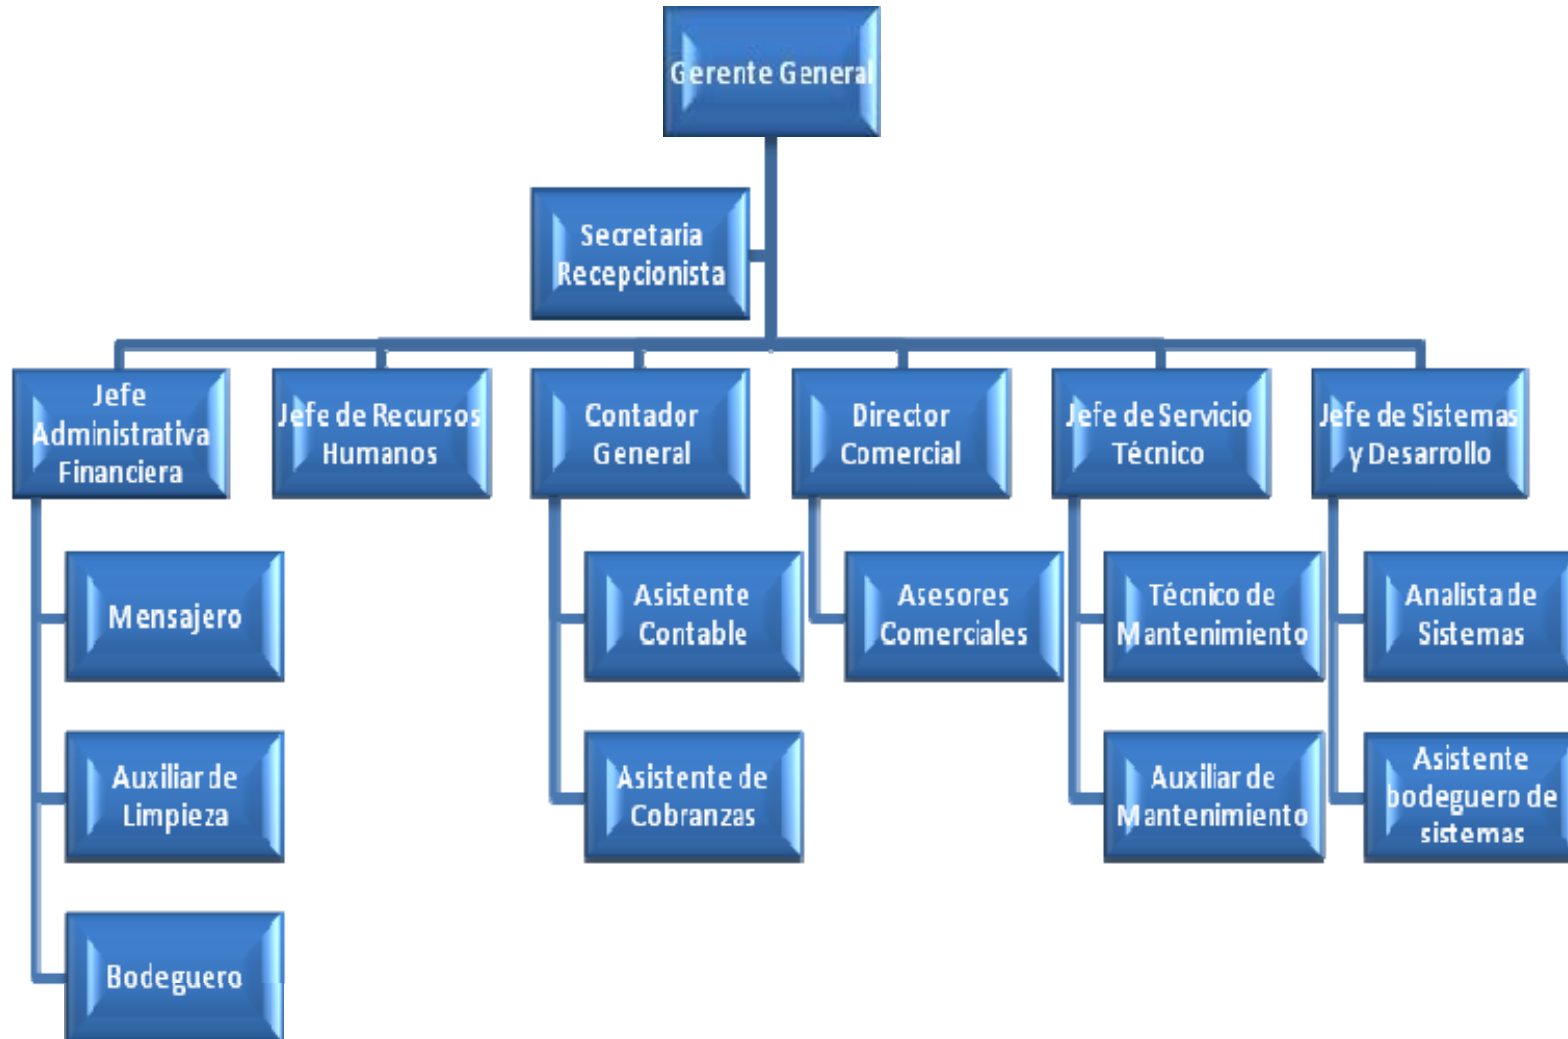 Gerente General
Secretaria
Recepcionista
Jefe
Administrativa
Financiera
Jefe de Recursos
Humanos
Contador
General
Director
Comercial
Jefe de Servicio
Técnico
Jefe de Sistemas
y Desarrollo
Mensajero
Auxiliar de
Limpieza
Bodeguero
Asistente
Contable
Asistente de
Cobranzas
Asesores
Comerciales
Técnico de
Mantenimiento
Auxiliar de
Mantenimiento
Analista de
Sistemas
Asistente
bodeguero de
sistemas